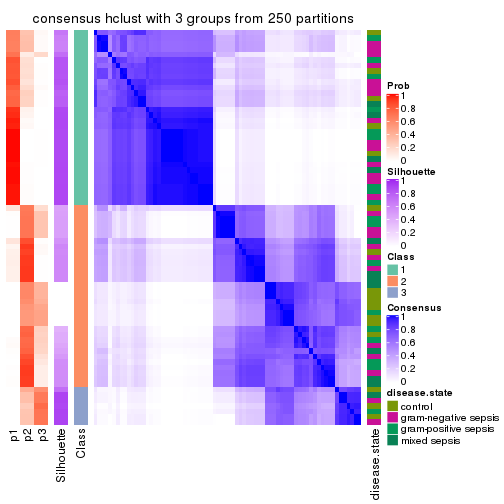 consensus hclust with 3 groups from 250 partitions
Prob
1
0.8
0.6
0.4
0.2
0
Silhouette
1
0.8
0.6
0.4
0.2
0
Class
1
2
3
Consensus
1
0.8
0.6
0.4
0.2
0
disease.state
control
gram-negative sepsis
gram-positive sepsis
mixed sepsis
p1
p2
p3
Silhouette
Class
disease.state